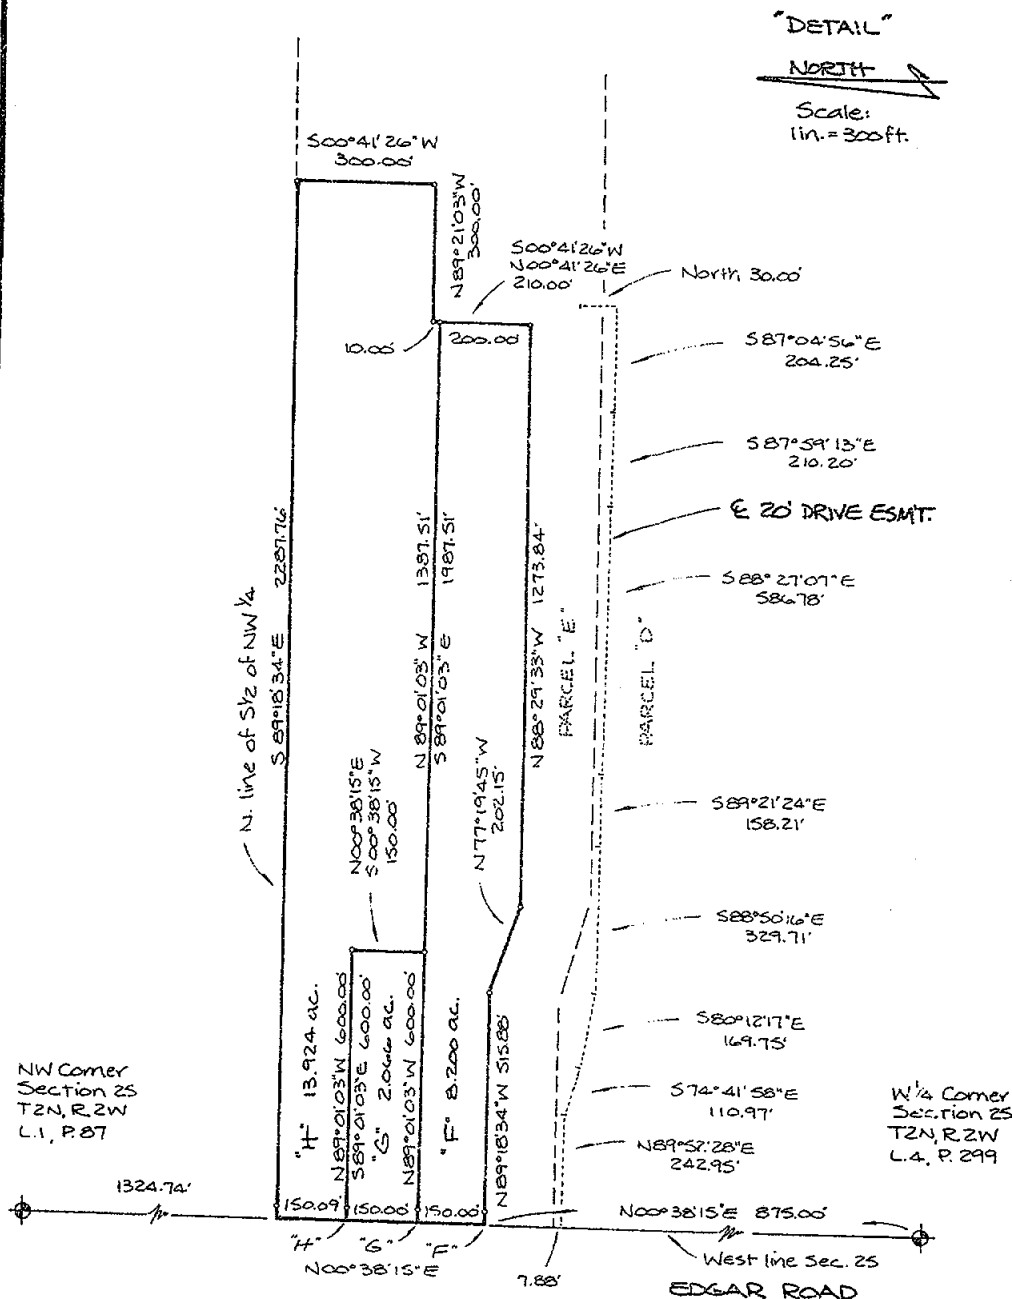 "DETAIL"
NORTH
Scale:
1in.=300ft.
S00°41'26"W
300.00'
N89°21'03"W
300.00'
S00°41'26"W
N00°41'26"E
210.00'
North 30.00'
10.00'
200.00
S87°04'56"E
204.25'
S87°59'13"E
210.20'
℄ 20' DRIVE ESM'T.
S88°27'07"E
586.78'
N. line of S½ of NW ¼
S89°18'34"E 2287.76'
N89°01'03"W 1387.51'
S89°01'03"E 1987.51'
N88°29'33"W 1273.84'
PARCEL "E"
PARCEL "D"
N00°38'15"E
S00°38'15"W
150.00'
N77°19'45"W
202.15'
S89°21'24"E
158.21'
S88°50'16"E
329.71'
S80°12'17"E
169.75'
S74°41'58"E
110.97'
N89°52'28"E
242.95'
"H" 13.924 ac.
N89°01'03"W 600.00'
S89°01'03"E 600.00'
"G" 2.066 ac.
N89°01'03"W 600.00'
"F" 8.200 ac.
N89°18'34"W 515.88'
NW Corner
Section 25
T2N, R.2W
L.1, P.87
W¼ Corner
Section 25
T2N, R.2W
L.4, P.299
1324.74'
150.09'
150.00'
150.00'
N00°38'15"E 875.00'
"H"
"G"
"F"
N00°38'15"E
7.88'
West line Sec. 25
EDGAR ROAD